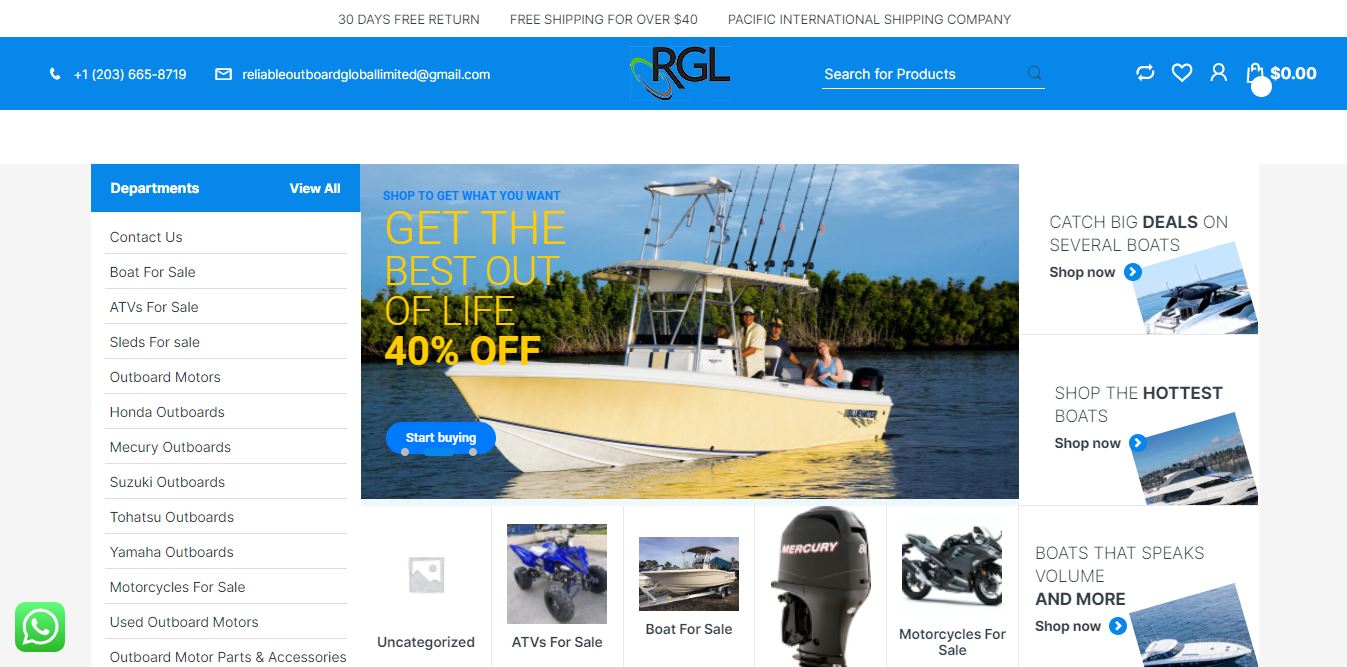 30 DAYS FREE RETURN
FREE SHIPPING FOR OVER $40
PACIFIC INTERNATIONAL SHIPPING COMPANY
+1 (203) 665-8719
reliableoutboardgloballimited@gmail.com
RGL
Search for Products
$0.00
Departments
View All
Contact Us
Boat For Sale
ATVs For Sale
Sleds For sale
Outboard Motors
Honda Outboards
Mecury Outboards
Suzuki Outboards
Tohatsu Outboards
Yamaha Outboards
Motorcycles For Sale
Used Outboard Motors
Outboard Motor Parts & Accessories
SHOP TO GET WHAT YOU WANT
GET THE
BEST OUT
OF LIFE
40% OFF
Start buying
BLUEWATER
CATCH BIG DEALS ON
SEVERAL BOATS
Shop now
SHOP THE HOTTEST
BOATS
Shop now
BOATS THAT SPEAKS
VOLUME
AND MORE
Shop now
Uncategorized
ATVs For Sale
Boat For Sale
MERCURY
Motorcycles For
Sale